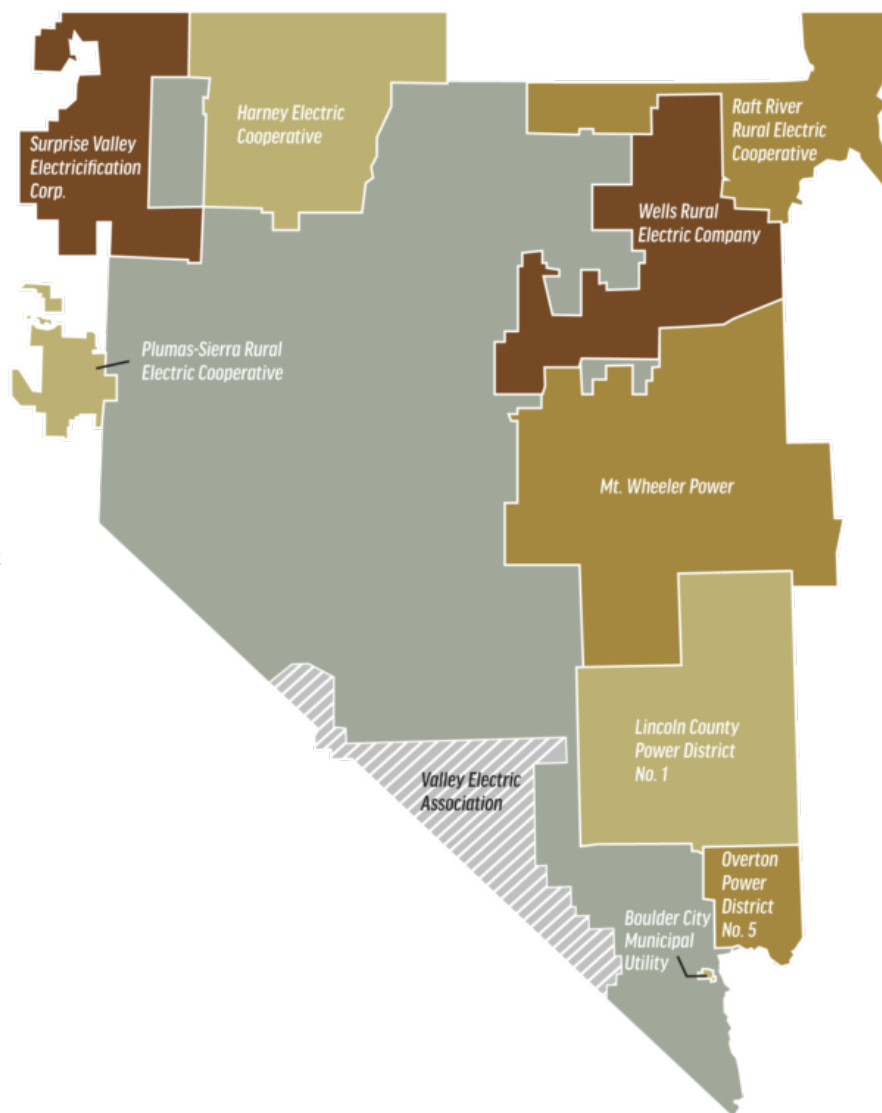 Harney Electric
Cooperative
Raft River
Rural Electric
Cooperative
Surprise Valley
Electricification
Corp.
Wells Rural
Electric Company
Plumas-Sierra Rural
Electric Cooperative
Mt. Wheeler Power
Lincoln County
Power District
No. 1
Valley Electric
Association
Overton
Power
District
No. 5
Boulder City
Municipal
Utility